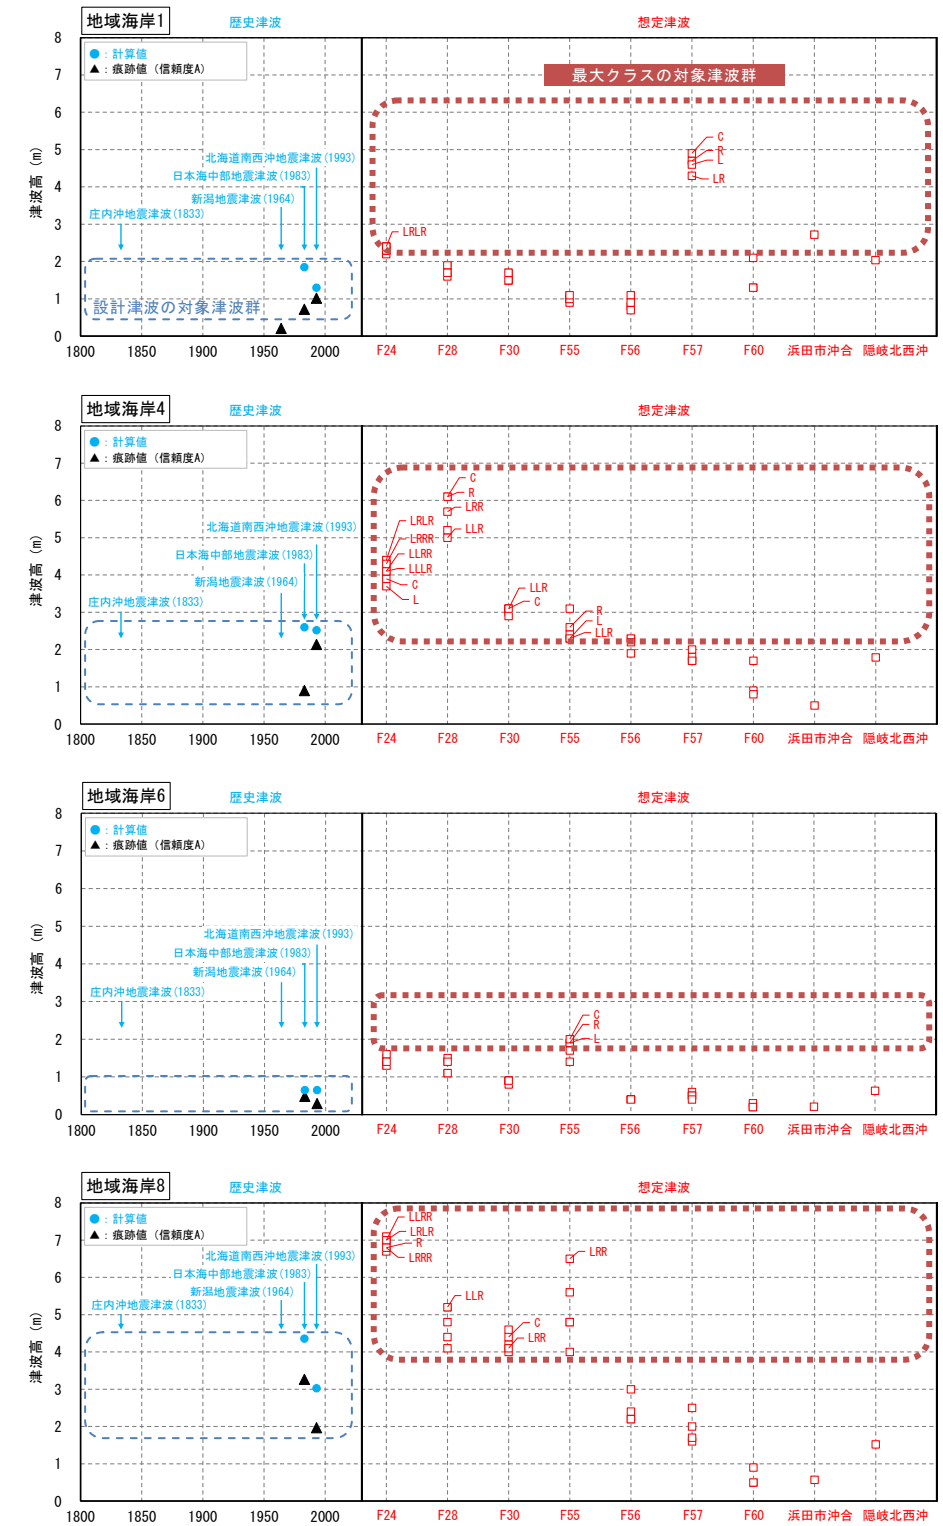 地域海岸1
歴史津波
想定津波
8
7
6
5
4
3
2
1
0
津波高 (m)
●:計算値
▲:痕跡値(信頼度A)
最大クラスの対象津波群
北海道南西沖地震津波(1993)
日本海中部地震津波(1983)
新潟地震津波(1964)
庄内沖地震津波(1833)
設計津波の対象津波群
C
R
L
LR
LRLR
1800 1850 1900 1950 2000 F24 F28 F30 F55 F56 F57 F60 浜田市沖合 隠岐北西沖
地域海岸4
歴史津波
想定津波
8
7
6
5
4
3
2
1
0
津波高 (m)
●:計算値
▲:痕跡値(信頼度A)
北海道南西沖地震津波(1993)
日本海中部地震津波(1983)
新潟地震津波(1964)
庄内沖地震津波(1833)
LRLR
LRRR
LLRR
LLLR
C
L
C
R
LRR
LLR
LLR
C
R
L
LLR
1800 1850 1900 1950 2000 F24 F28 F30 F55 F56 F57 F60 浜田市沖合 隠岐北西沖
地域海岸6
歴史津波
想定津波
8
7
6
5
4
3
2
1
0
津波高 (m)
●:計算値
▲:痕跡値(信頼度A)
北海道南西沖地震津波(1993)
日本海中部地震津波(1983)
新潟地震津波(1964)
庄内沖地震津波(1833)
C
R
L
1800 1850 1900 1950 2000 F24 F28 F30 F55 F56 F57 F60 浜田市沖合 隠岐北西沖
地域海岸8
歴史津波
想定津波
8
7
6
5
4
3
2
1
0
津波高 (m)
●:計算値
▲:痕跡値(信頼度A)
北海道南西沖地震津波(1993)
日本海中部地震津波(1983)
新潟地震津波(1964)
庄内沖地震津波(1833)
LLRR
LRLR
R
LRRR
LLR
C
LRR
LRR
1800 1850 1900 1950 2000 F24 F28 F30 F55 F56 F57 F60 浜田市沖合 隠岐北西沖